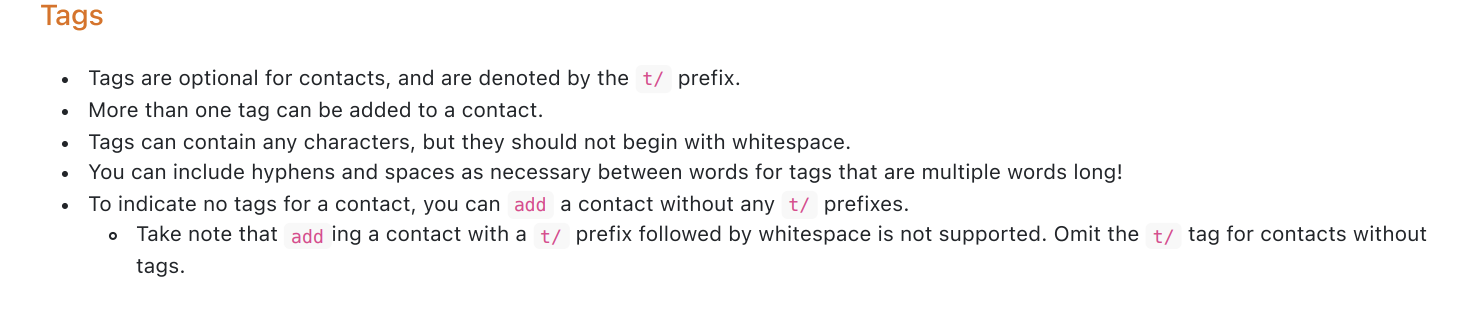 Tags
• Tags are optional for contacts, and are denoted by the t/ prefix.
• More than one tag can be added to a contact.
• Tags can contain any characters, but they should not begin with whitespace.
• You can include hyphens and spaces as necessary between words for tags that are multiple words long!
• To indicate no tags for a contact, you can add a contact without any t/ prefixes.
◦ Take note that add ing a contact with a t/ prefix followed by whitespace is not supported. Omit the t/ tag for contacts without
tags.